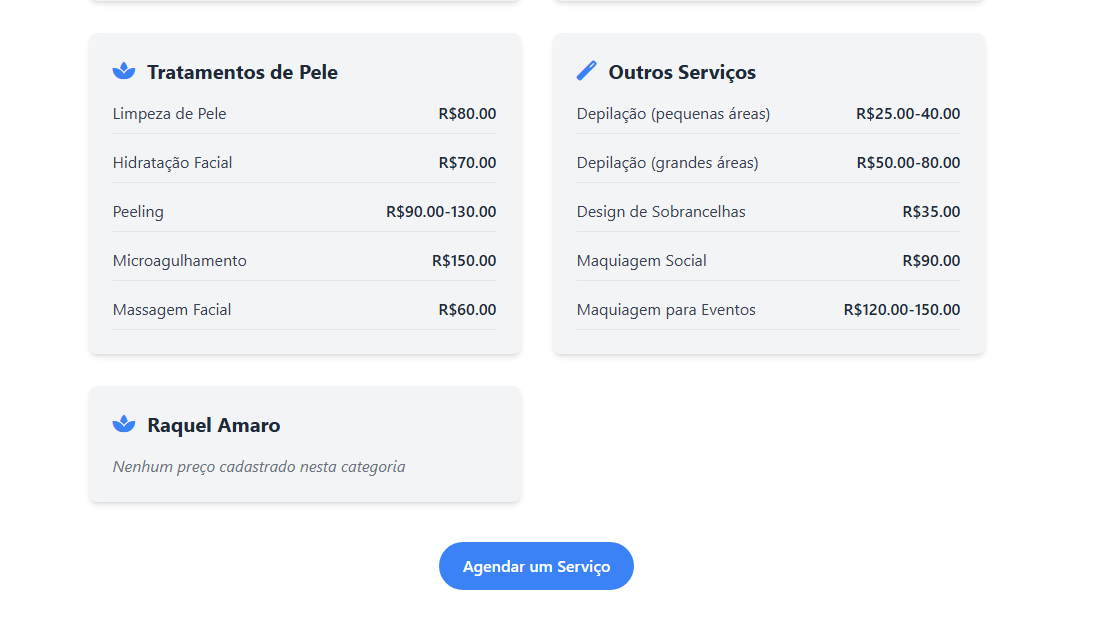 Tratamentos de Pele
Limpeza de Pele R$80.00
Hidratação Facial R$70.00
Peeling R$90.00-130.00
Microagulhamento R$150.00
Massagem Facial R$60.00
Outros Serviços
Depilação (pequenas áreas) R$25.00-40.00
Depilação (grandes áreas) R$50.00-80.00
Design de Sobrancelhas R$35.00
Maquiagem Social R$90.00
Maquiagem para Eventos R$120.00-150.00
Raquel Amaro
Nenhum preço cadastrado nesta categoria
Agendar um Serviço